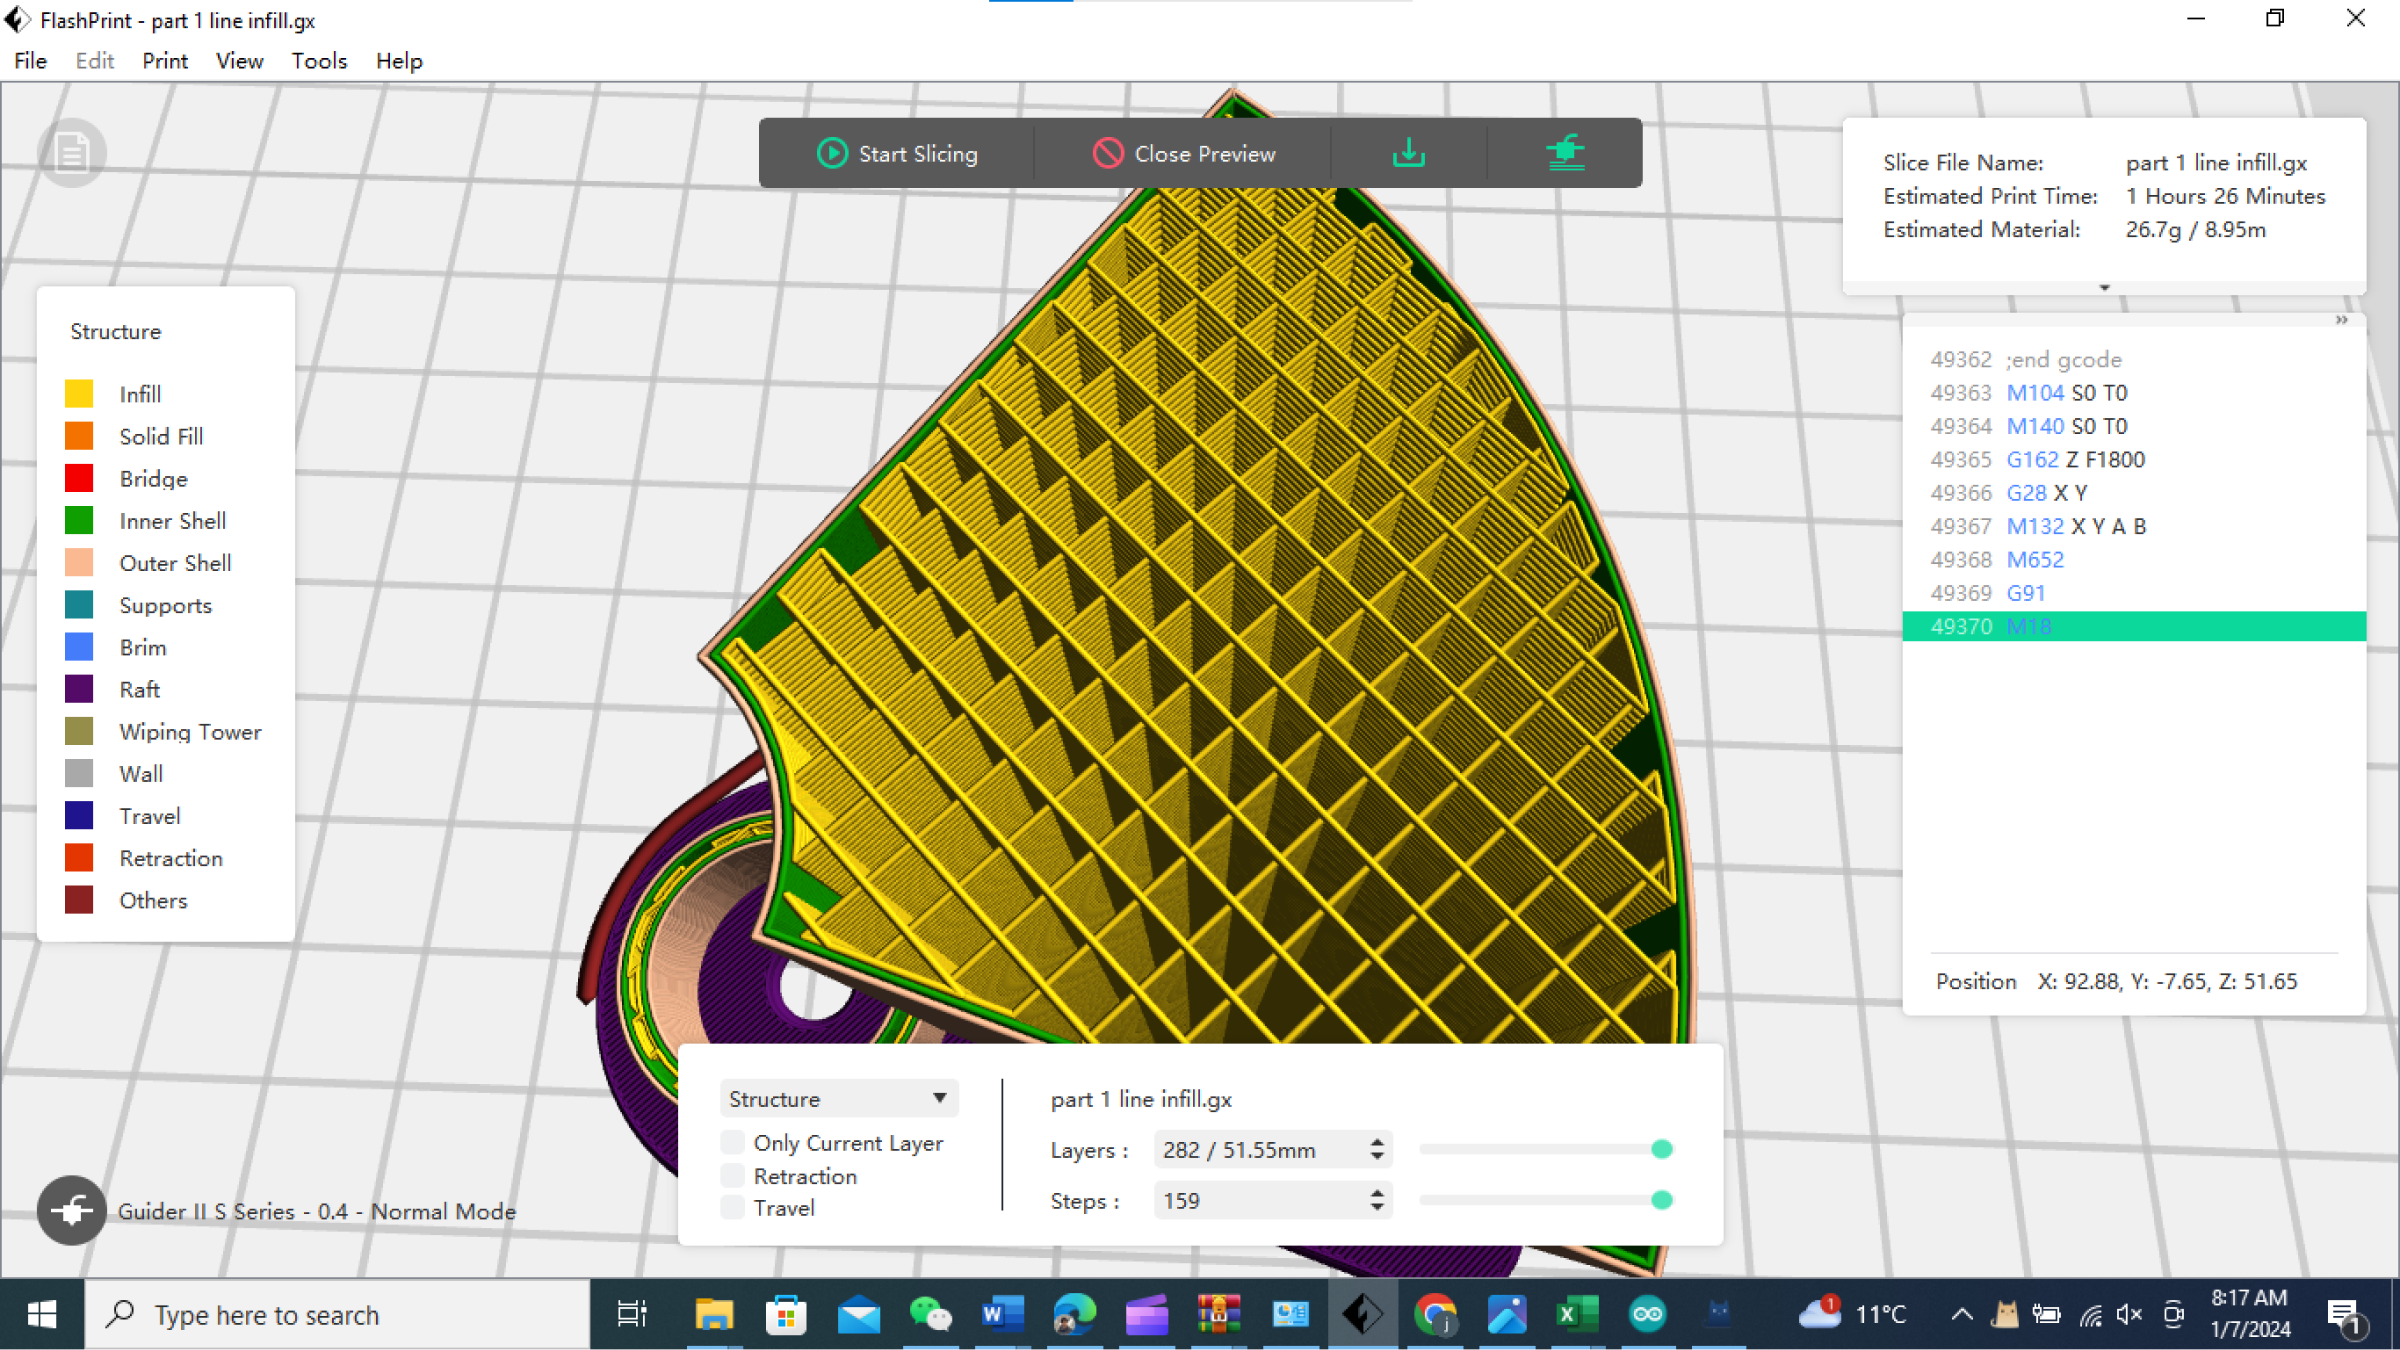 FlashPrint - part 1 line infill.gx
File Edit Print View Tools Help
Start Slicing
Close Preview
Slice File Name: part 1 line infill.gx
Estimated Print Time: 1 Hours 26 Minutes
Estimated Material: 26.7g / 8.95m
Structure
Infill
Solid Fill
Bridge
Inner Shell
Outer Shell
Supports
Brim
Raft
Wiping Tower
Wall
Travel
Retraction
Others
49362 ;end gcode
49363 M104 S0 T0
49364 M140 S0 T0
49365 G162 Z F1800
49366 G28 X Y
49367 M132 X Y A B
49368 M652
49369 G91
49370 M18
Position X: 92.88, Y: -7.65, Z: 51.65
Structure
Only Current Layer
Retraction
Travel
part 1 line infill.gx
Layers : 282 / 51.55mm
Steps : 159
Guider II S Series - 0.4 - Normal Mode
Type here to search
1
11°C
8:17 AM
1/7/2024
1